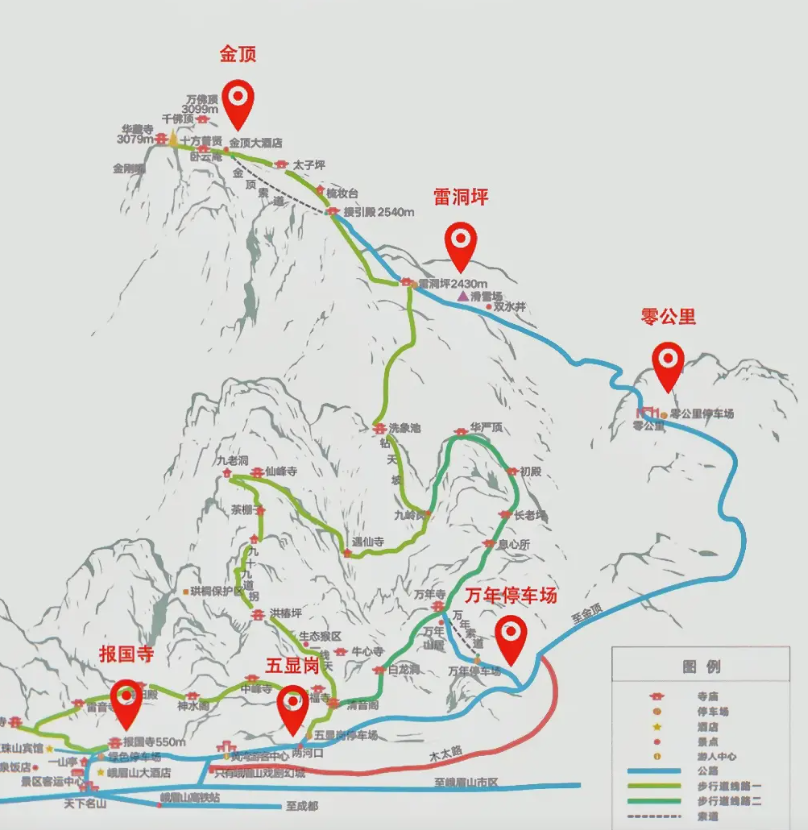 金顶
万佛顶
3099m
千佛顶
华藏寺
3079m
十方普贤
金顶大酒店
卧云庵
金刚嘴
太子坪
金顶索道
梳妆台
接引殿 2540m
雷洞坪
雷洞坪2430m
滑雪场
双水井
零公里
零公里停车场
零公里
洗象池
钻天坡
华严顶
初殿
九老洞
仙峰寺
九岭岗
长老坪
茶棚子
遇仙寺
息心所
九十九道拐
珙桐保护区
洪椿坪
万年寺
万年索道
万年停车场
至金顶
生态猴区
一线天
牛心寺
万年
山居
万年停车场
白龙洞
报国寺
五显岗
中峰寺
神水阁
雷音寺
清音阁
五显岗停车场
报国寺550m
珠山宾馆
绿色停车场
黄湾游客中心
两河口
一山亭
泉饭店
峨眉山大酒店
只有峨眉山戏剧幻城
木太路
景区客运中心
天下名山
峨眉山高铁站
至成都
至峨眉山市区
图 例
寺庙
停车场
酒店
景点
游人中心
公路
步行道线路一
步行道线路二
索道